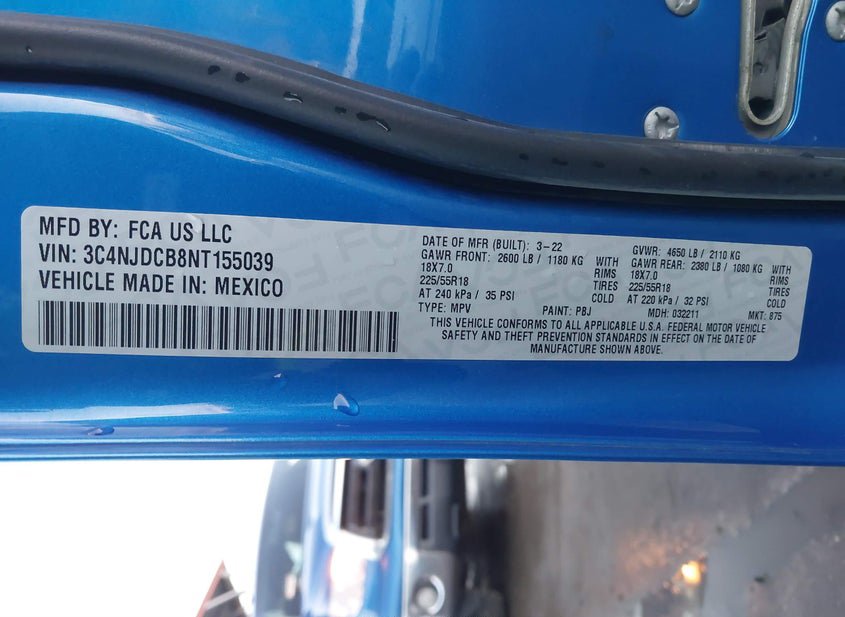 MFD BY: FCA US LLC
VIN: 3C4NJDCB8NT155039
VEHICLE MADE IN: MEXICO
DATE OF MFR (BUILT): 3-22 GVWR: 4650 LB / 2110 KG
GAWR FRONT: 2600 LB / 1180 KG WITH GAWR REAR: 2380 LB / 1080 KG WITH
18X7.0 RIMS 18X7.0 RIMS
225/55R18 TIRES 225/55R18 TIRES
AT 240 kPa / 35 PSI COLD AT 220 kPa / 32 PSI COLD
TYPE: MPV PAINT: PBJ MDH: 032211 MKT: 875
THIS VEHICLE CONFORMS TO ALL APPLICABLE U.S.A. FEDERAL MOTOR VEHICLE
SAFETY AND THEFT PREVENTION STANDARDS IN EFFECT ON THE DATE OF
MANUFACTURE SHOWN ABOVE.